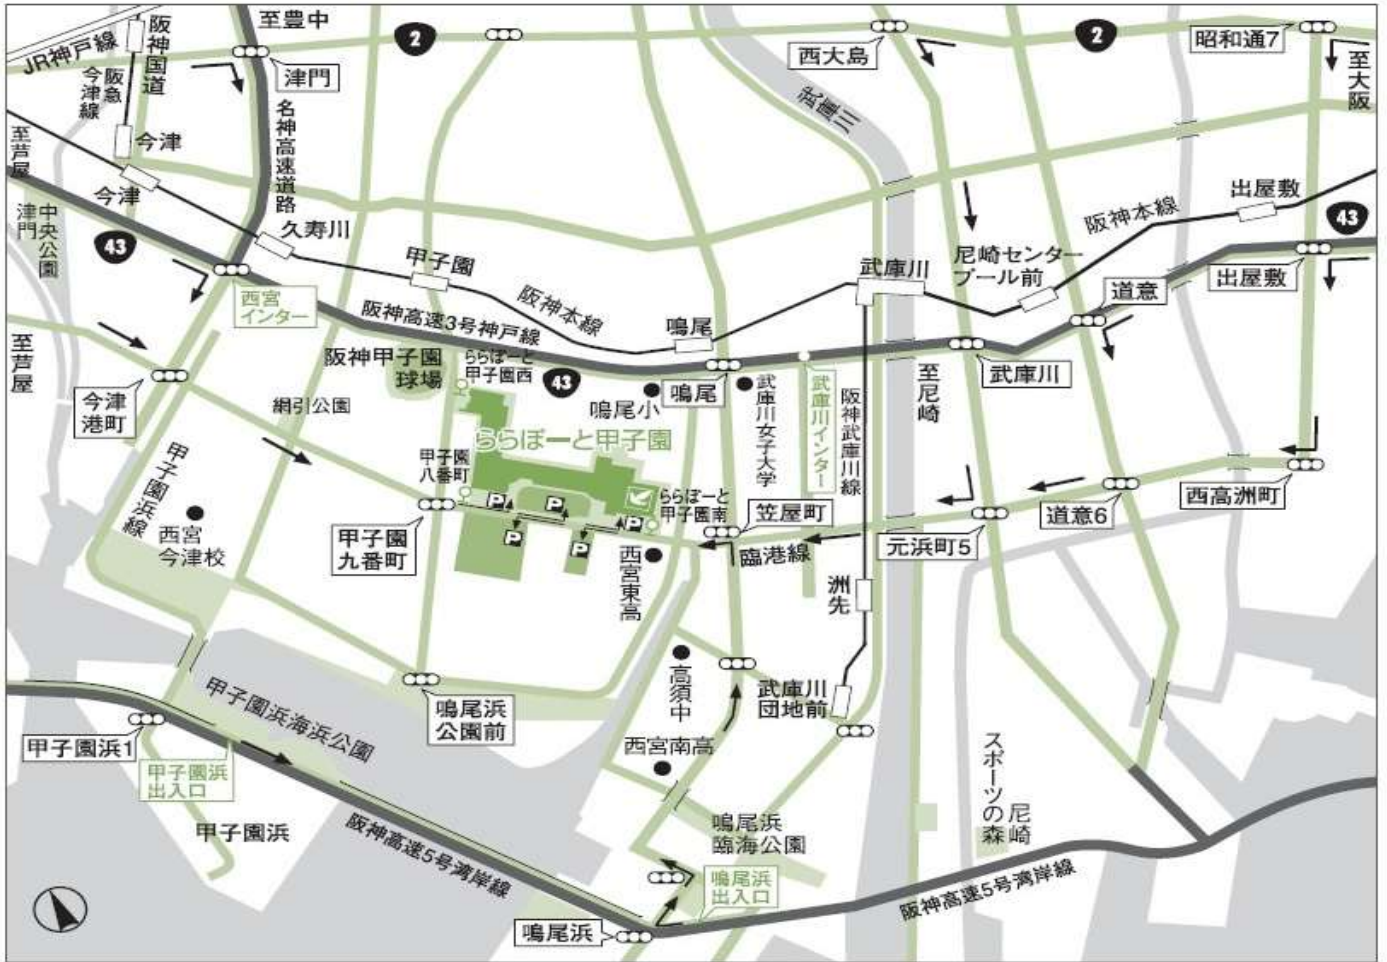 JR神戸線
阪神国道
至豊中
2
西大島
2
昭和通7
至大阪
阪急
今津線
津門
名神高速道路
武庫川
今津
至芦屋
今津
中央公園
津門
43
久寿川
甲子園
阪神本線
武庫川
尼崎センター
プール前
阪神本線
出屋敷
43
出屋敷
道意
西宮
インター
阪神高速3号神戸線
鳴尾
至芦屋
阪神甲子園
球場
ららぽーと
甲子園西
43
鳴尾小
鳴尾
武庫川女子大学
武庫川インター
阪神武庫川線
至尼崎
武庫川
今津
港町
網引公園
ららぽーと甲子園
甲子園浜線
甲子園
八番町
P
P
P
P
P
ららぽーと
甲子園南
笠屋町
西高洲町
道意6
元浜町5
西宮
今津校
甲子園
九番町
西宮東高
臨港線
洲先
高須中
武庫川
団地前
甲子園浜海浜公園
鳴尾浜
公園前
甲子園浜1
甲子園浜
出入口
西宮南高
甲子園浜
阪神高速5号湾岸線
鳴尾浜
臨海公園
尼崎
スポーツの森
鳴尾浜
出入口
阪神高速5号湾岸線
鳴尾浜